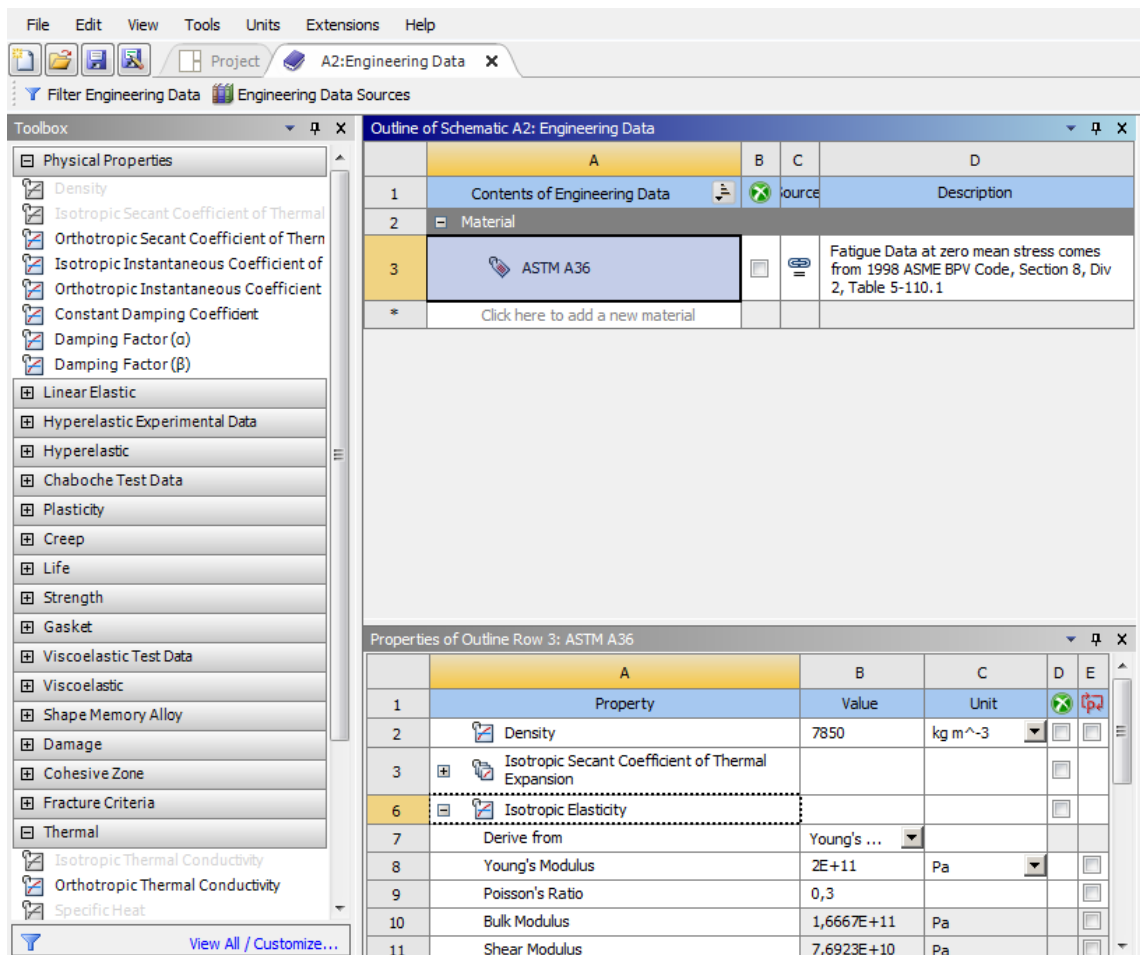 File Edit View Tools Units Extensions Help
Project A2:Engineering Data
Filter Engineering Data Engineering Data Sources
Toolbox
Physical Properties
Density
Isotropic Secant Coefficient of Thermal
Orthotropic Secant Coefficient of Thern
Isotropic Instantaneous Coefficient of
Orthotropic Instantaneous Coefficient
Constant Damping Coefficient
Damping Factor (α)
Damping Factor (β)
Linear Elastic
Hyperelastic Experimental Data
Hyperelastic
Chaboche Test Data
Plasticity
Creep
Life
Strength
Gasket
Viscoelastic Test Data
Viscoelastic
Shape Memory Alloy
Damage
Cohesive Zone
Fracture Criteria
Thermal
Isotropic Thermal Conductivity
Orthotropic Thermal Conductivity
Specific Heat
View All / Customize...
Outline of Schematic A2: Engineering Data
A B C D
1 Contents of Engineering Data Source Description
2 Material
3 ASTM A36 Fatigue Data at zero mean stress comes
from 1998 ASME BPV Code, Section 8, Div
2, Table 5-110.1
* Click here to add a new material
Properties of Outline Row 3: ASTM A36
A B C D E
1 Property Value Unit
2 Density 7850 kg m^-3
3 Isotropic Secant Coefficient of Thermal
Expansion
6 Isotropic Elasticity
7 Derive from Young's ...
8 Young's Modulus 2E+11 Pa
9 Poisson's Ratio 0,3
10 Bulk Modulus 1,6667E+11 Pa
11 Shear Modulus 7,6923E+10 Pa